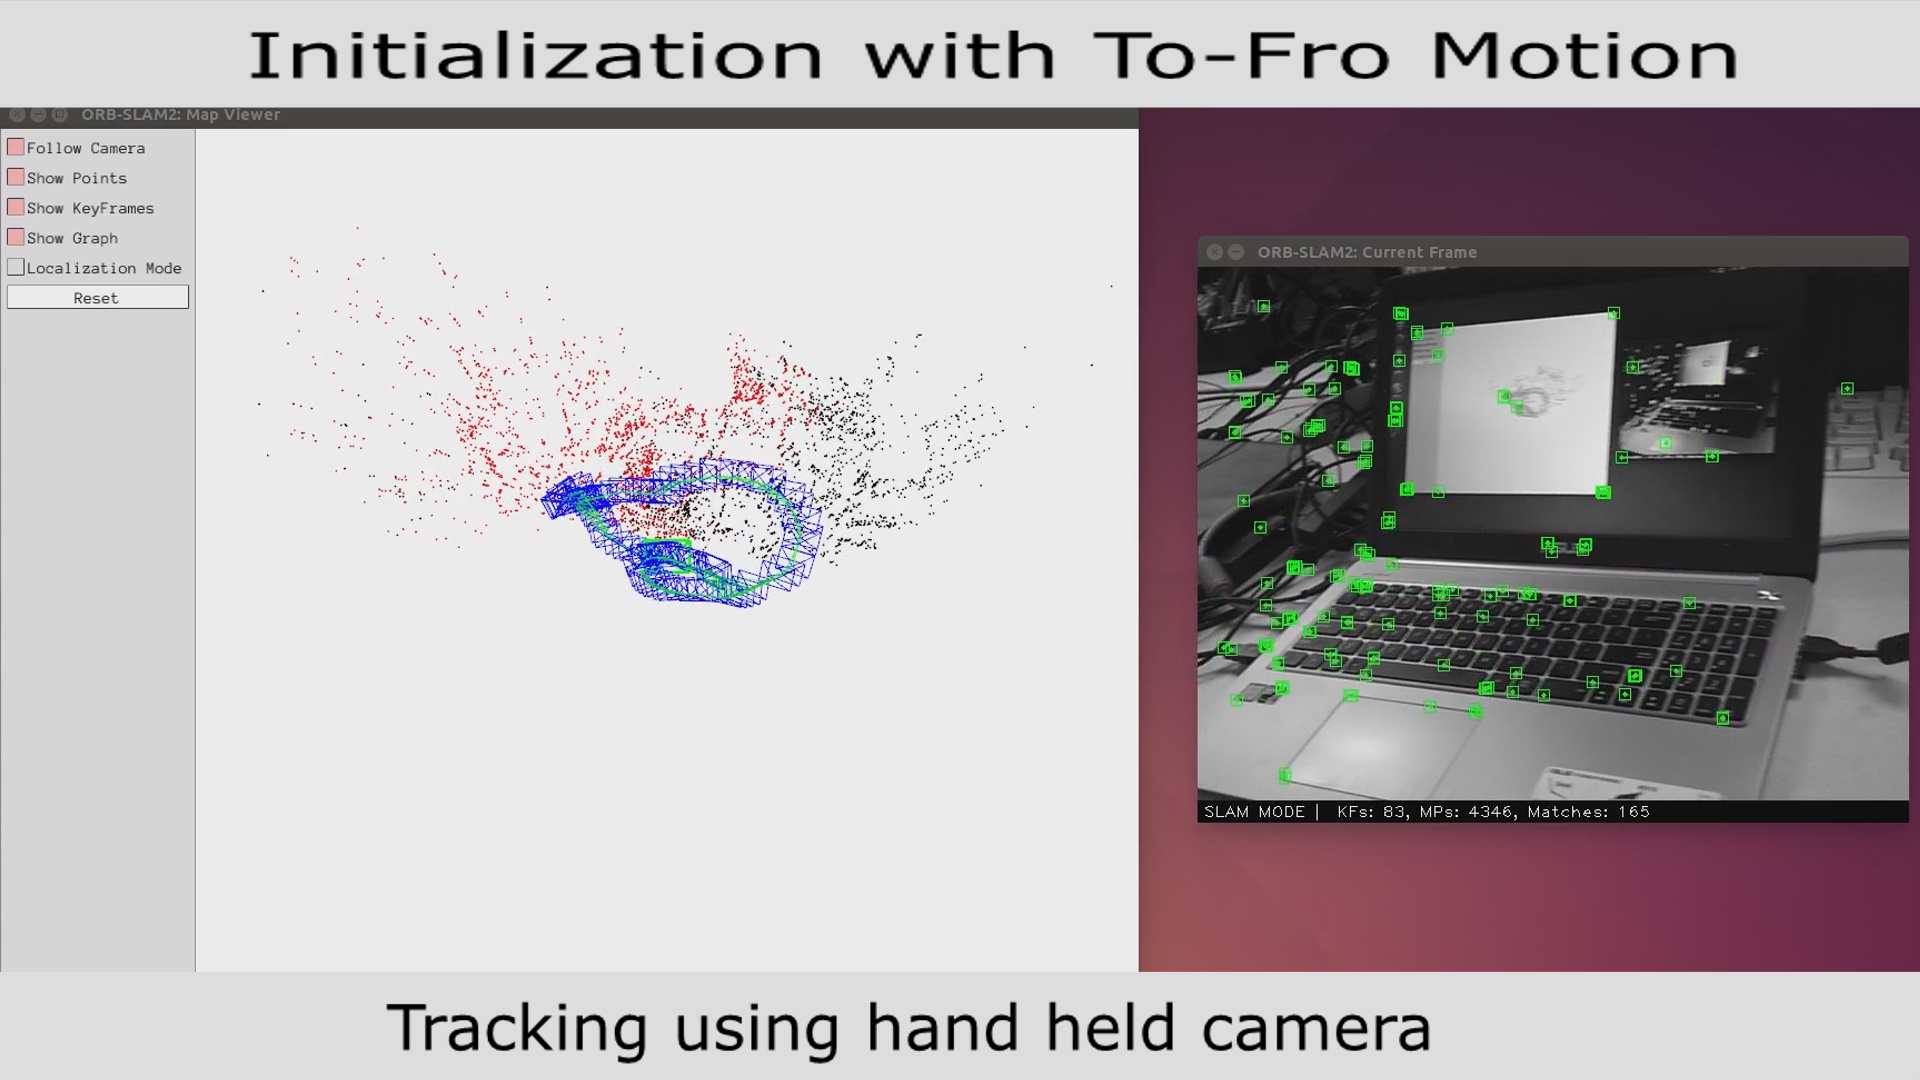 Initialization with To-Fro Motion
ORB-SLAM2: Map Viewer
Follow Camera
Show Points
Show KeyFrames
Show Graph
Localization Mode
Reset
ORB-SLAM2: Current Frame
SLAM MODE | KFs: 83, MPs: 4346, Matches: 165
Tracking using hand held camera